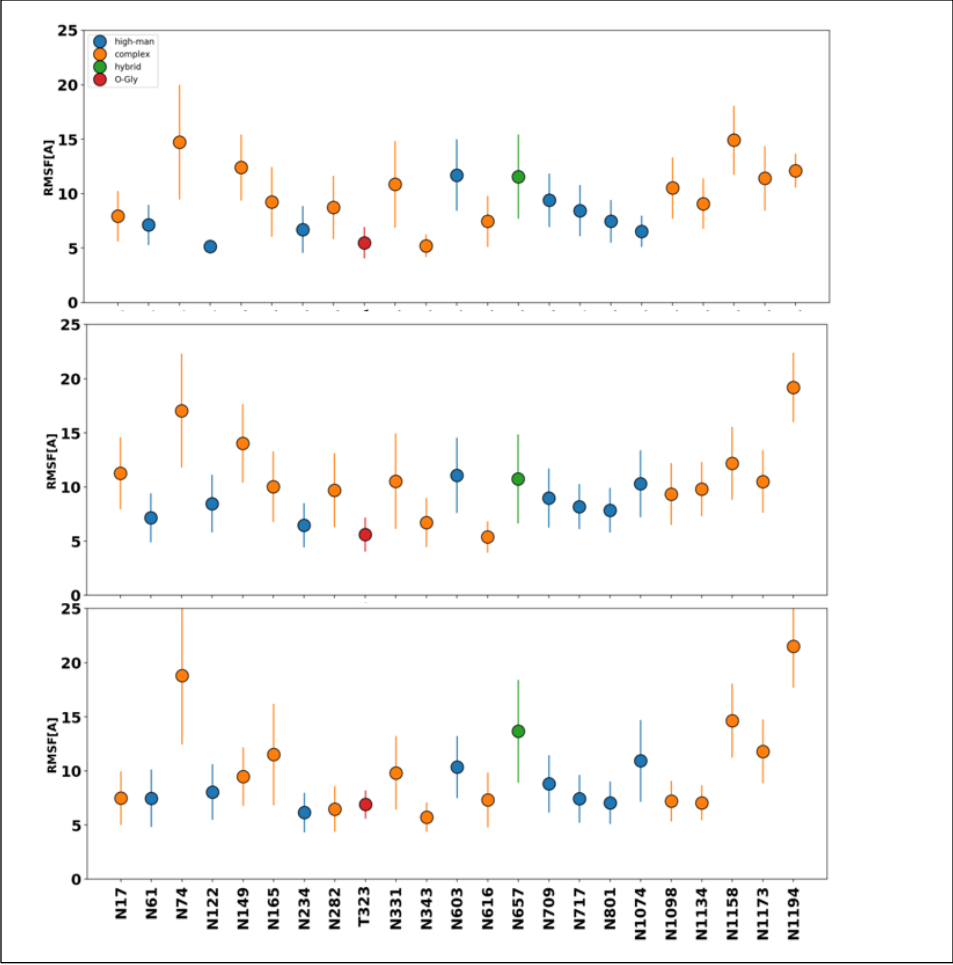 25
20
15
10
5
0
RMSF[A]
high-man
complex
hybrid
O-Gly
25
20
15
10
5
0
RMSF[A]
25
20
15
10
5
0
RMSF[A]
N17
N61
N74
N122
N149
N165
N234
N282
T323
N331
N343
N603
N616
N657
N709
N717
N801
N1074
N1098
N1134
N1158
N1173
N1194